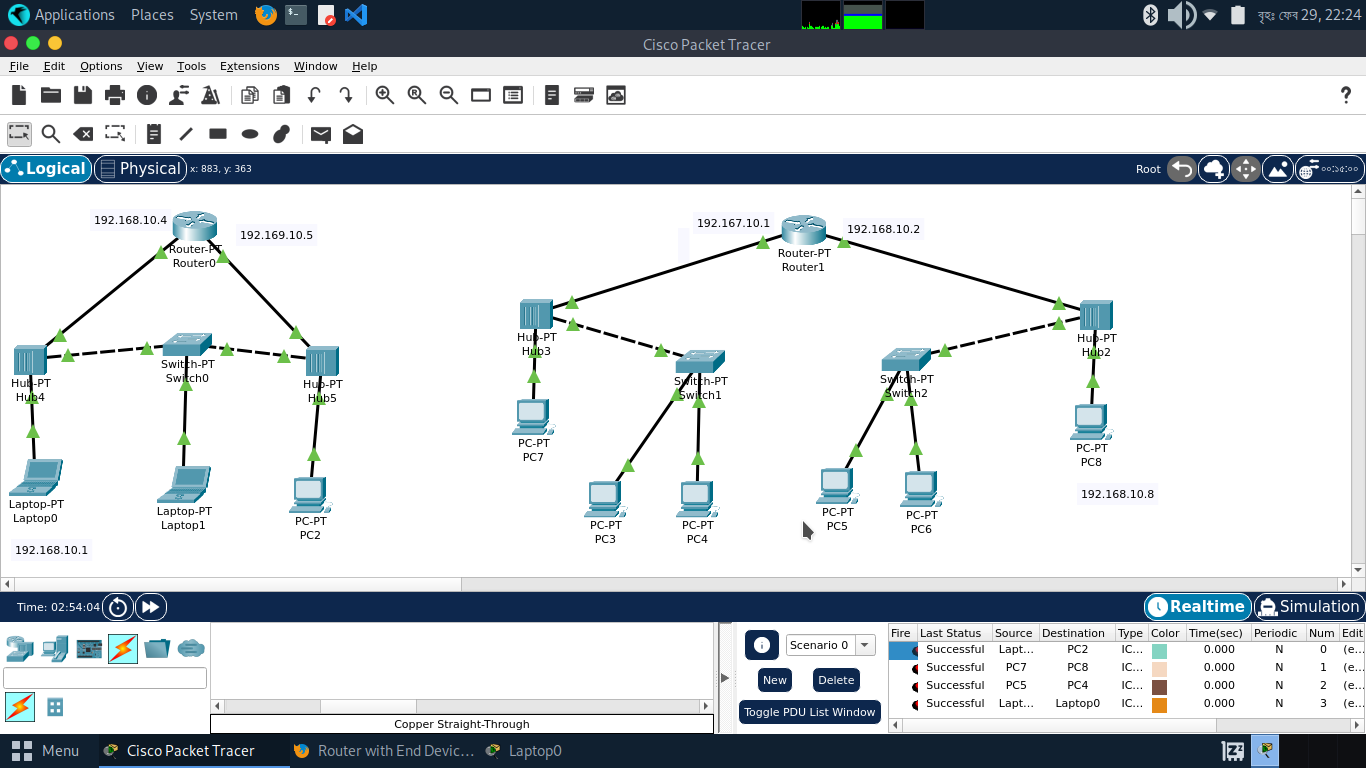 Applications Places System
বৃহঃ ফেব 29, 22:24
Cisco Packet Tracer
File Edit Options View Tools Extensions Window Help
Logical Physical x: 883, y: 363
Root 00:15:00
192.168.10.4
192.169.10.5
Router-PT
Router0
192.167.10.1
192.168.10.2
Router-PT
Router1
Hub-PT
Hub4
Switch-PT
Switch0
Hub-PT
Hub5
Hub-PT
Hub3
Switch-PT
Switch1
Switch-PT
Switch2
Hub-PT
Hub2
PC-PT
PC7
PC-PT
PC8
192.168.10.8
Laptop-PT
Laptop0
192.168.10.1
Laptop-PT
Laptop1
PC-PT
PC2
PC-PT
PC3
PC-PT
PC4
PC-PT
PC5
PC-PT
PC6
Time: 02:54:04
Realtime Simulation
Scenario 0
New Delete
Toggle PDU List Window
Copper Straight-Through
Fire Last Status Source Destination Type Color Time(sec) Periodic Num Edit
Successful Lapt... PC2 IC... 0.000 N 0 (e...
Successful PC7 PC8 IC... 0.000 N 1 (e...
Successful PC5 PC4 IC... 0.000 N 2 (e...
Successful Lapt... Laptop0 IC... 0.000 N 3 (e...
Menu Cisco Packet Tracer Router with End Devic... Laptop0